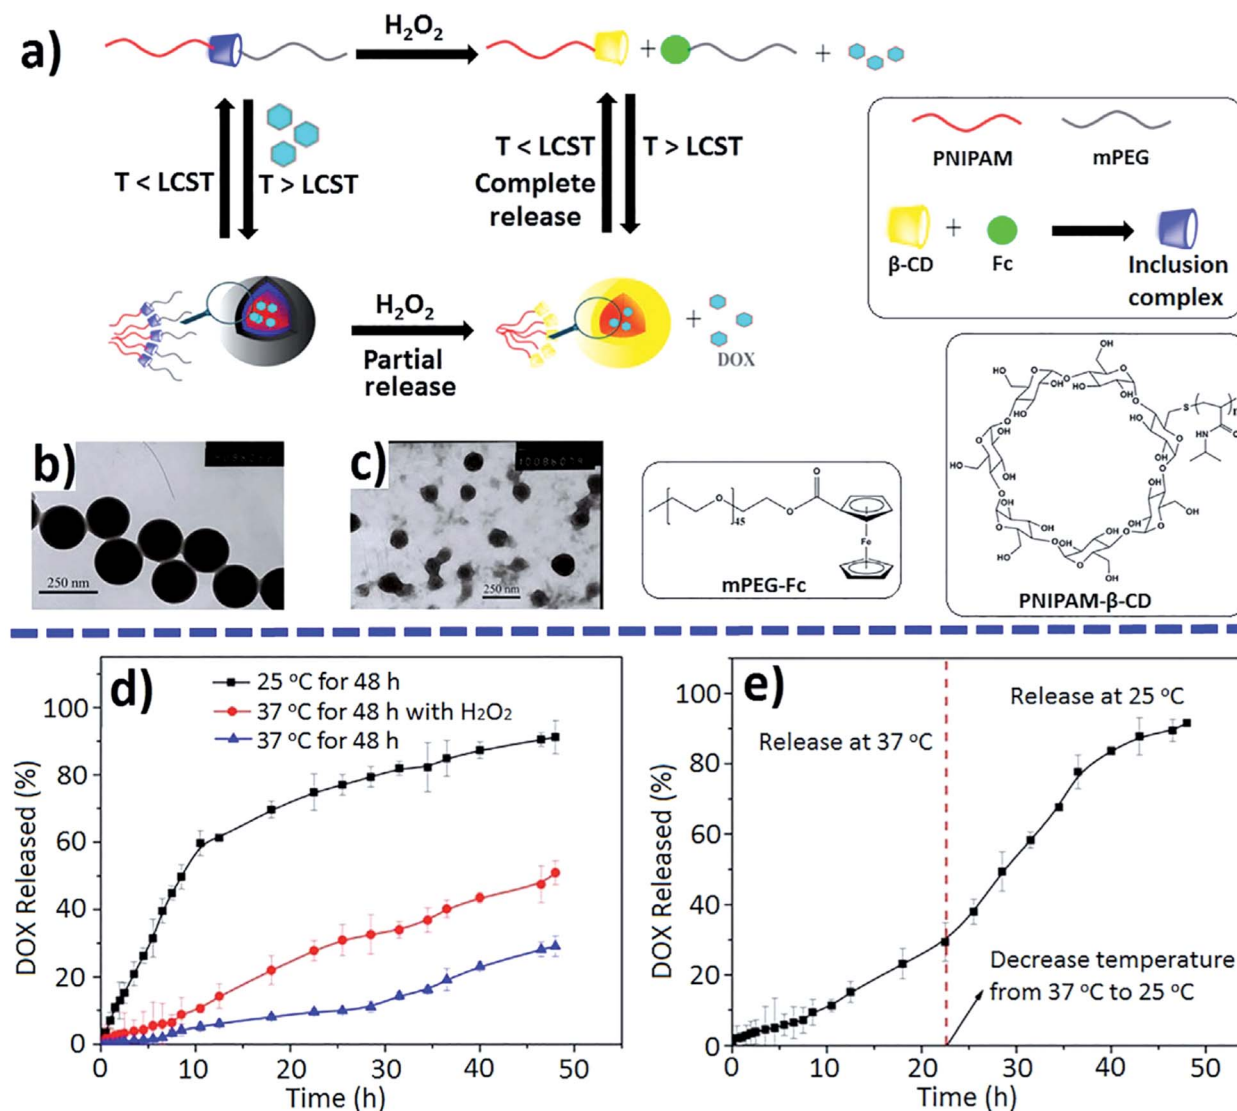 a)
H₂O₂
+
+
T < LCST
T > LCST
T < LCST
T > LCST
Complete
release
H₂O₂
Partial
release
+
DOX
PNIPAM
mPEG
+
β-CD
Fc
Inclusion
complex
b)
250 nm
c)
250 nm
O
O
45
O
Fe
mPEG-Fc
OH
HO
O
OH
S
n
HN
O
PNIPAM-β-CD
d)
25 °C for 48 h
37 °C for 48 h with H₂O₂
37 °C for 48 h
DOX Released (%)
100
80
60
40
20
0
0 10 20 30 40 50
Time (h)
e)
Release at 25 °C
Release at 37 °C
Decrease temperature
from 37 °C to 25 °C
DOX Released (%)
100
80
60
40
20
0
0 10 20 30 40 50
Time (h)